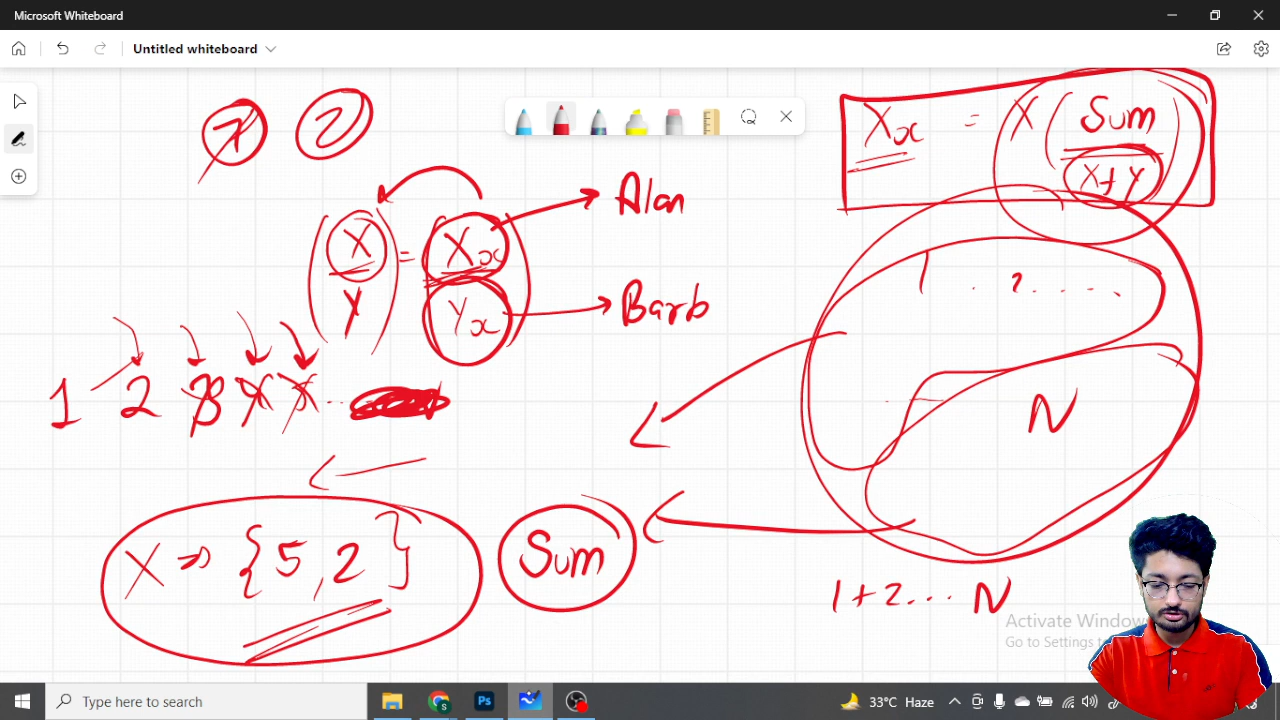 Microsoft Whiteboard
Untitled whiteboard
7 2
Xx = X ( Sum / X+Y )
X / Y = Xx / Yx
Alan
Barb
1 2 3 4 5 ..
1 . 2 . . . . .
N
X => {5,2}
Sum
1 + 2 ... N
Activate Windows
Go to Settings to
Type here to search
33°C Haze